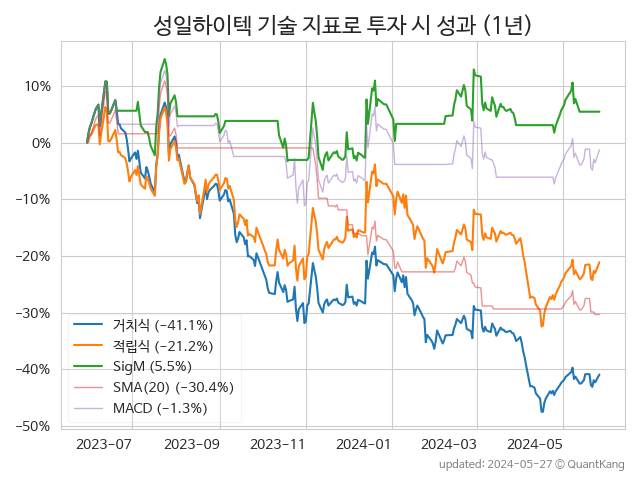 성일하이텍 기술 지표로 투자 시 성과 (1년)
10%
0%
−10%
−20%
−30%
−40%
−50%
거치식 (−41.1%)
적립식 (−21.2%)
SigM (5.5%)
SMA(20) (−30.4%)
MACD (−1.3%)
2023−07 2023−09 2023−11 2024−01 2024−03 2024−05
updated: 2024-05-27 © QuantKang